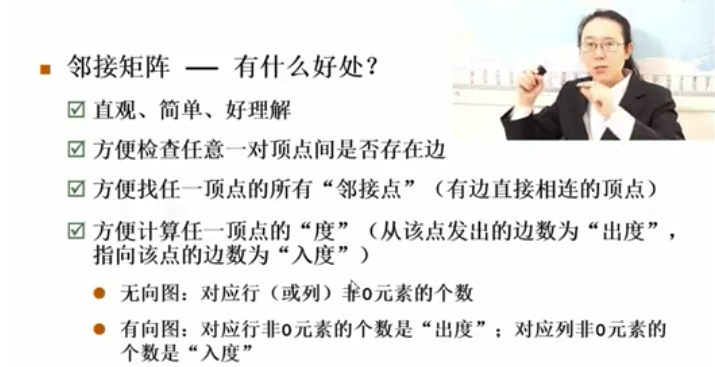 邻接矩阵 — 有什么好处？
直观、简单、好理解
方便检查任意一对顶点间是否存在边
方便找任一顶点的所有“邻接点”（有边直接相连的顶点）
方便计算任一顶点的“度”（从该点发出的边数为“出度”，
指向该点的边数为“入度”）
无向图：对应行（或列）非0元素的个数
有向图：对应行非0元素的个数是“出度”；对应列非0元素的
个数是“入度”